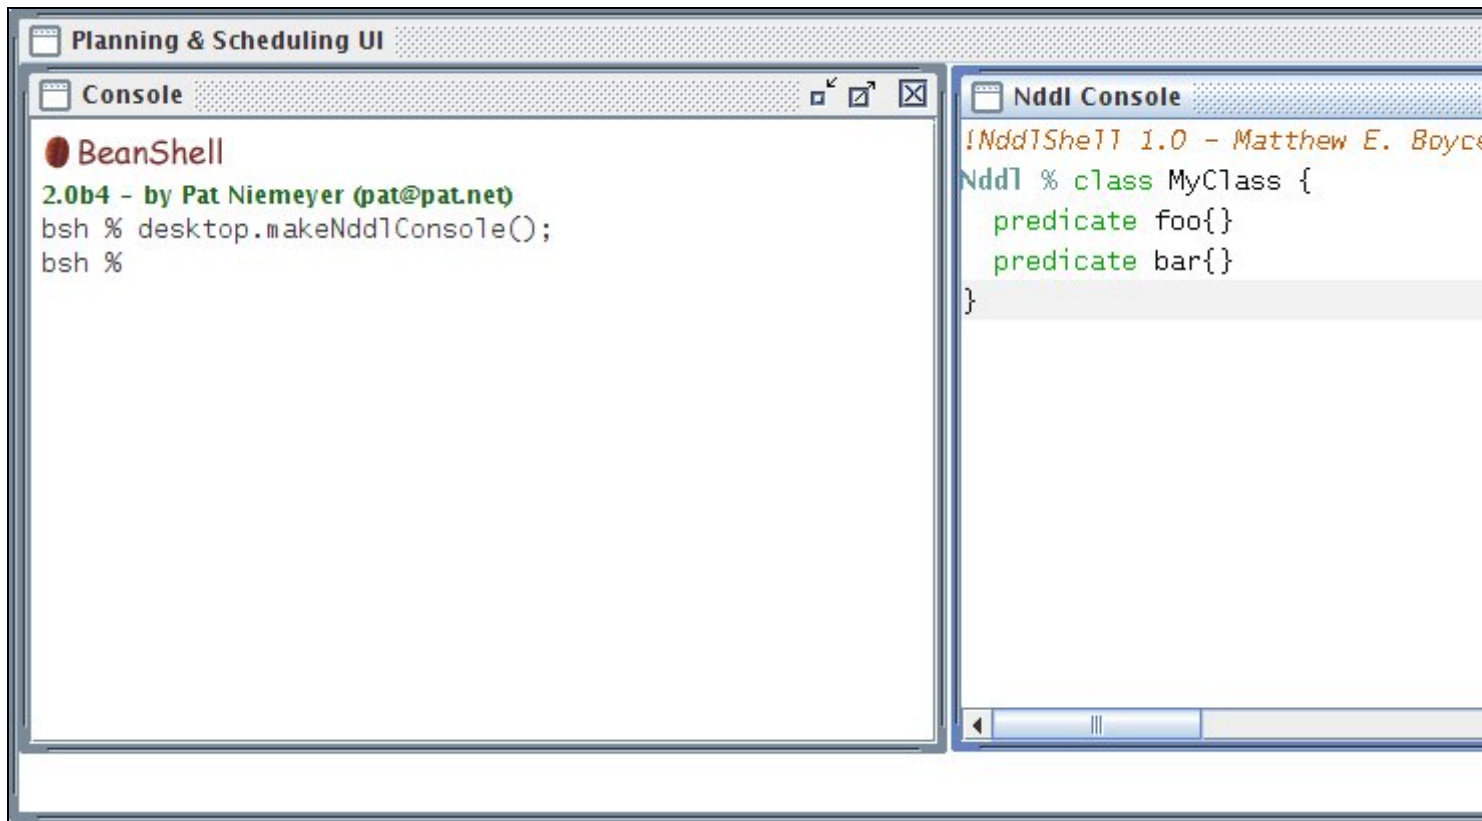 Planning & Scheduling UI
Console
BeanShell
2.0b4 - by Pat Niemeyer (pat@pat.net)
bsh % desktop.makeNddlConsole();
bsh %
Nddl Console
!NddlShell 1.0 - Matthew E. Boyce
Nddl % class MyClass {
predicate foo{}
predicate bar{}
}